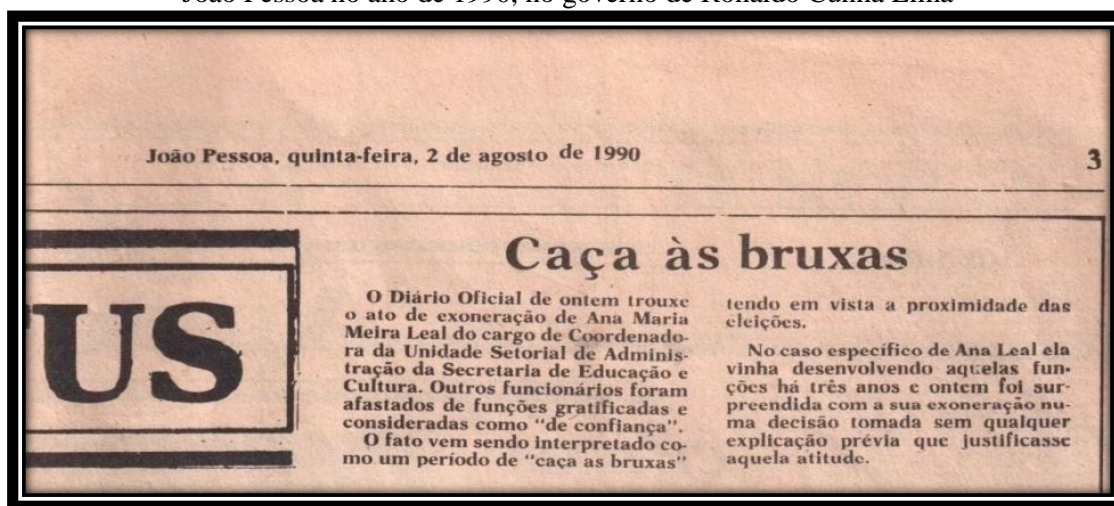 João Pessoa no ano de 1990, no governo de Ronaldo Cunha Lima
João Pessoa, quinta-feira, 2 de agosto de 1990
3
TUS
Caça às bruxas
O Diário Oficial de ontem trouxe
o ato de exoneração de Ana Maria
Meira Leal do cargo de Coordenado-
ra da Unidade Setorial de Adminis-
tração da Secretaria de Educação e
Cultura. Outros funcionários foram
afastados de funções gratificadas e
consideradas como "de confiança".
O fato vem sendo interpretado co-
mo um período de "caça as bruxas"
tendo em vista a proximidade das
eleições.
No caso específico de Ana Leal ela
vinha desenvolvendo aquelas fun-
ções há três anos e ontem foi sur-
preendida com a sua exoneração nu-
ma decisão tomada sem qualquer
explicação prévia que justificasse
aquela atitude.